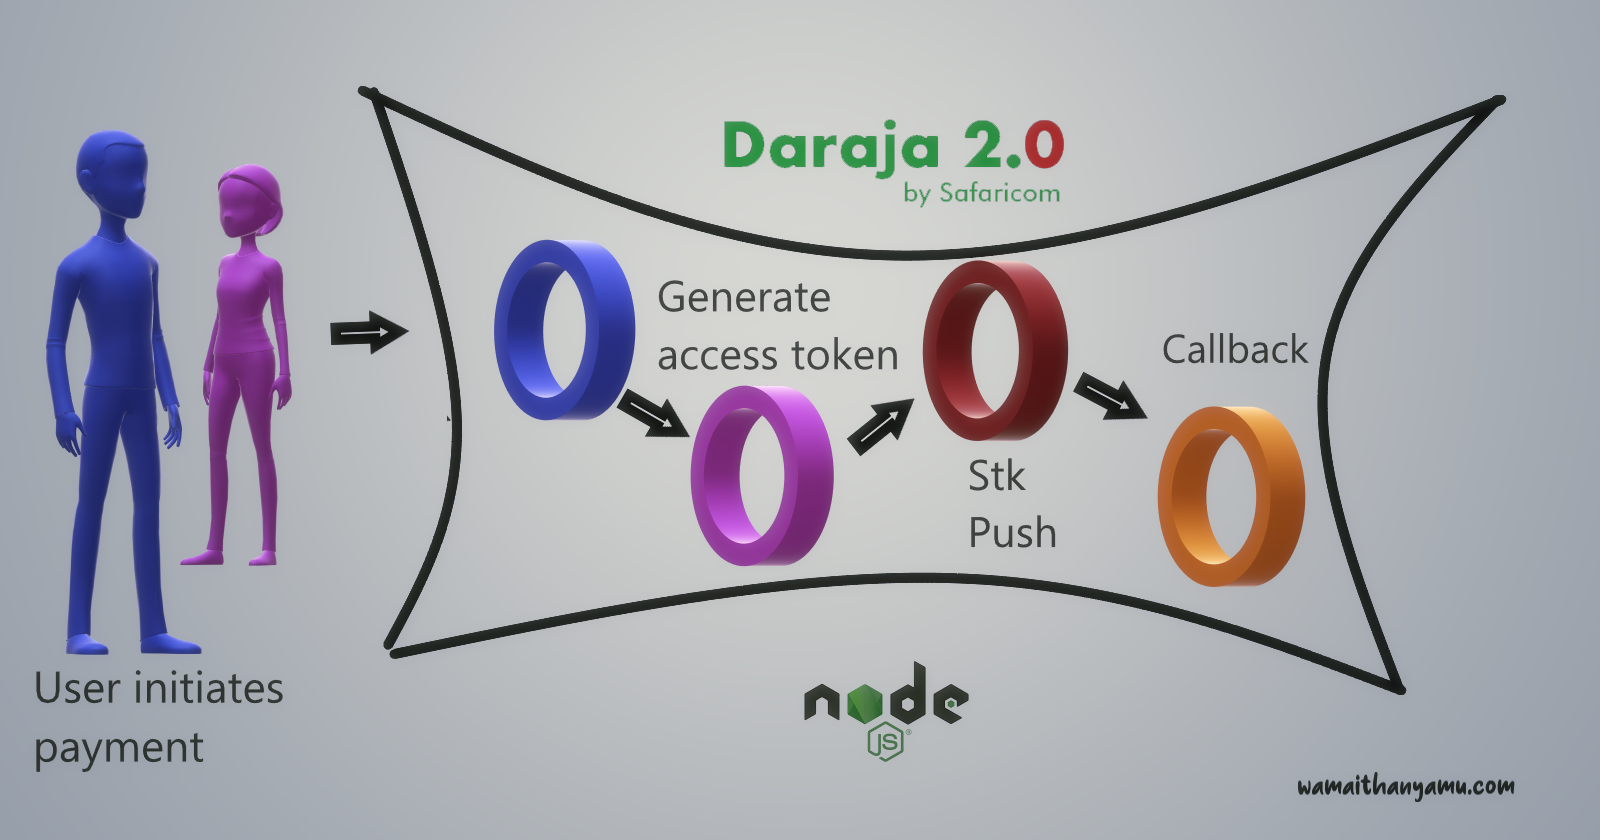 Daraja 2.0
by Safaricom
Generate
access token
Callback
Stk
Push
User initiates
payment
node
JS®
wamaithanyamu.com